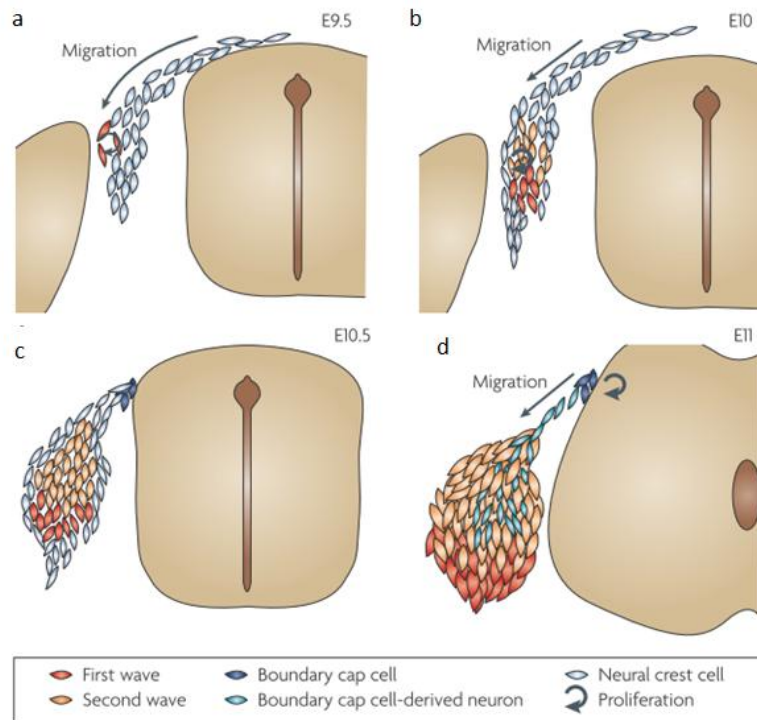 a
E9.5
Migration
b
E10
Migration
c
E10.5
d
E11
Migration
First wave
Second wave
Boundary cap cell
Boundary cap cell-derived neuron
Neural crest cell
Proliferation